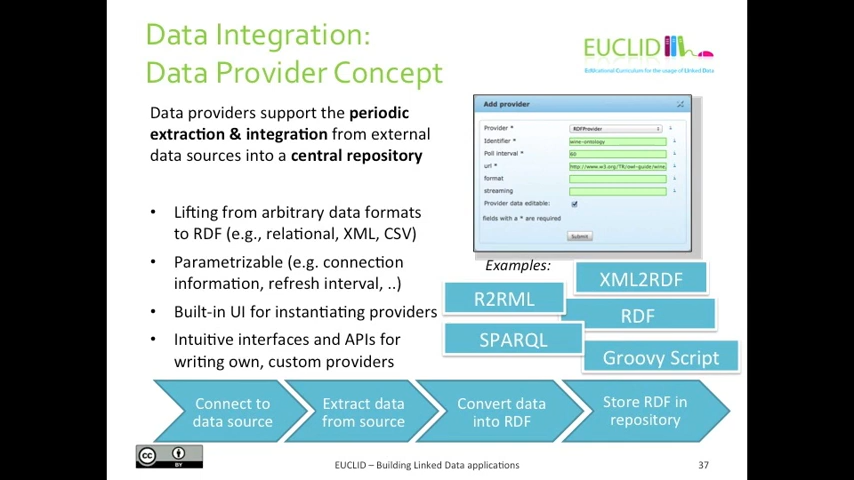 Data Integration:
Data Provider Concept
EUCLID
EdUcational Curriculum for the usage of Linked Data
Data providers support the periodic
extraction & integration from external
data sources into a central repository
• Lifting from arbitrary data formats
to RDF (e.g., relational, XML, CSV)
• Parametrizable (e.g. connection
information, refresh interval, ..)
• Built-in UI for instantiating providers
• Intuitive interfaces and APIs for
writing own, custom providers
Add provider
Provider * RDFProvider
Identifier * wine-ontology
Poll interval * 60
url * http://www.w3.org/TR/owl-guide/wine
format
streaming
Provider data editable:
fields with a * are required
Submit
Examples:
R2RML
XML2RDF
RDF
SPARQL
Groovy Script
Connect to
data source
Extract data
from source
Convert data
into RDF
Store RDF in
repository
cc
BY
EUCLID – Building Linked Data applications
37